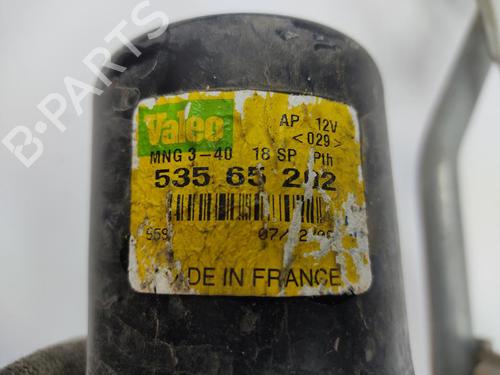 B-PARTS
Valeo
AP 12V
<029>
MNG 3-40 18 SP Pth
535 65 202
DE IN FRANCE